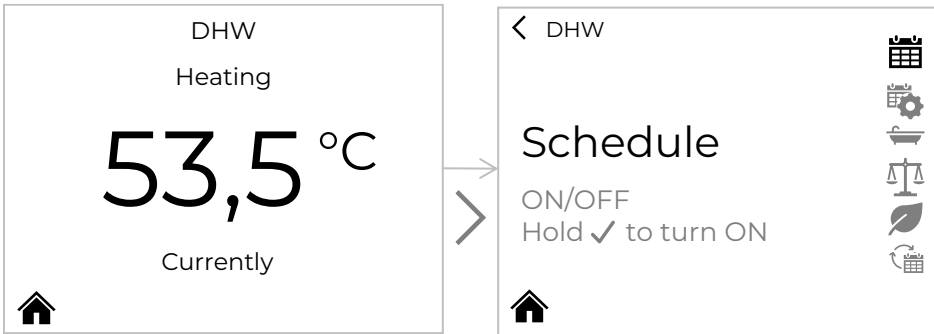 DHW
Heating
53,5 °C
Currently
DHW
Schedule
ON/OFF
Hold ✓ to turn ON